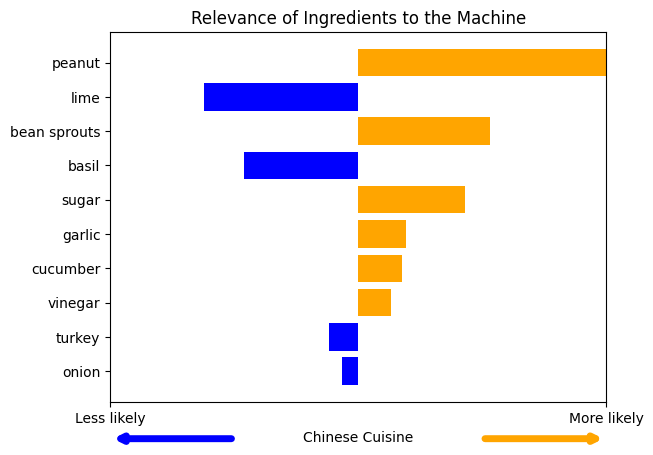 Relevance of Ingredients to the Machine
peanut
lime
bean sprouts
basil
sugar
garlic
cucumber
vinegar
turkey
onion
Less likely
More likely
Chinese Cuisine